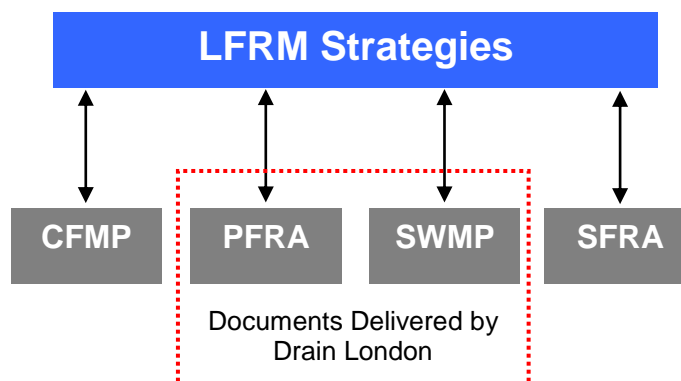 LFRM Strategies
CFMP
PFRA
SWMP
SFRA
Documents Delivered by
Drain London